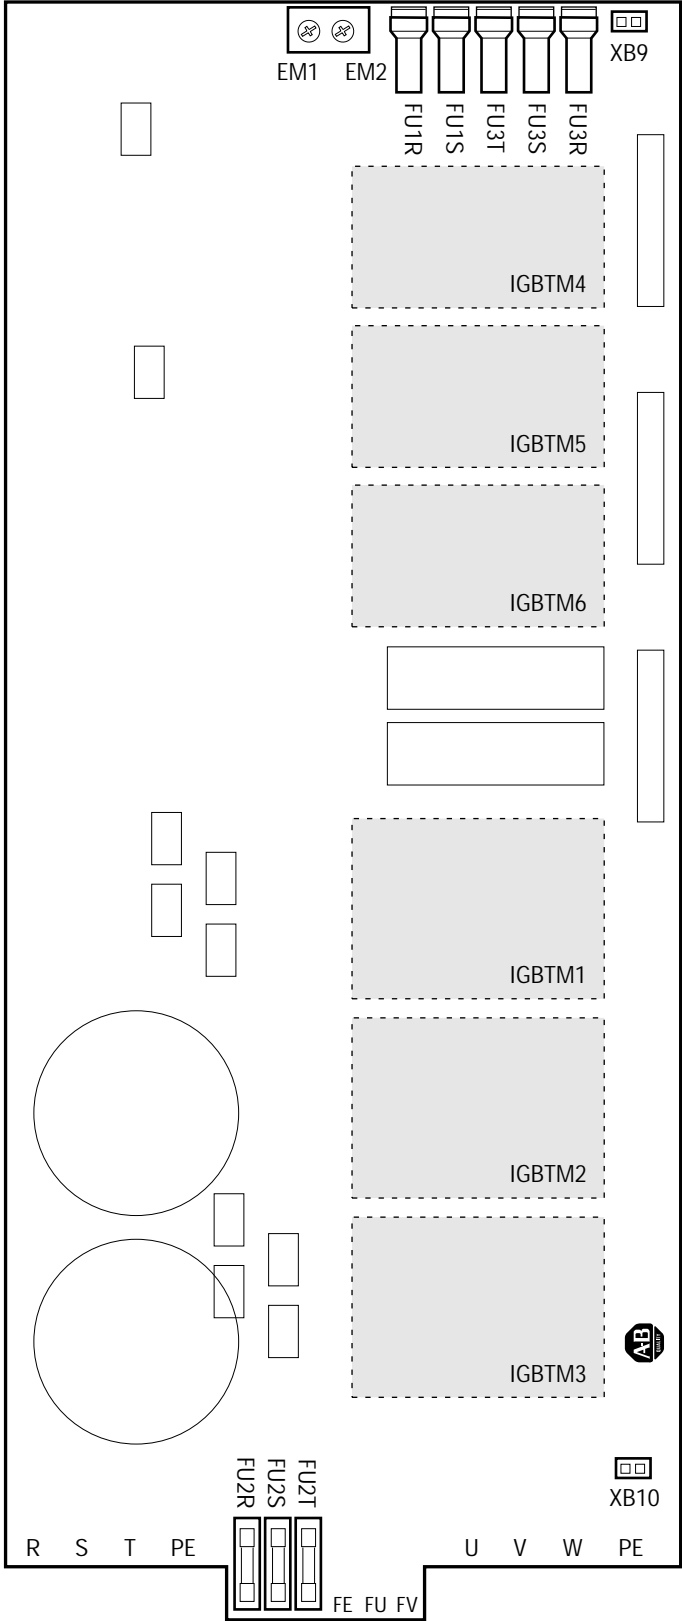 EM1 EM2
XB9
FU1R
FU1S
FU3T
FU3S
FU3R
IGBTM4
IGBTM5
IGBTM6
IGBTM1
IGBTM2
IGBTM3
A-B
XB10
FU2R
FU2S
FU2T
R S T PE
U V W PE
FE FU FV